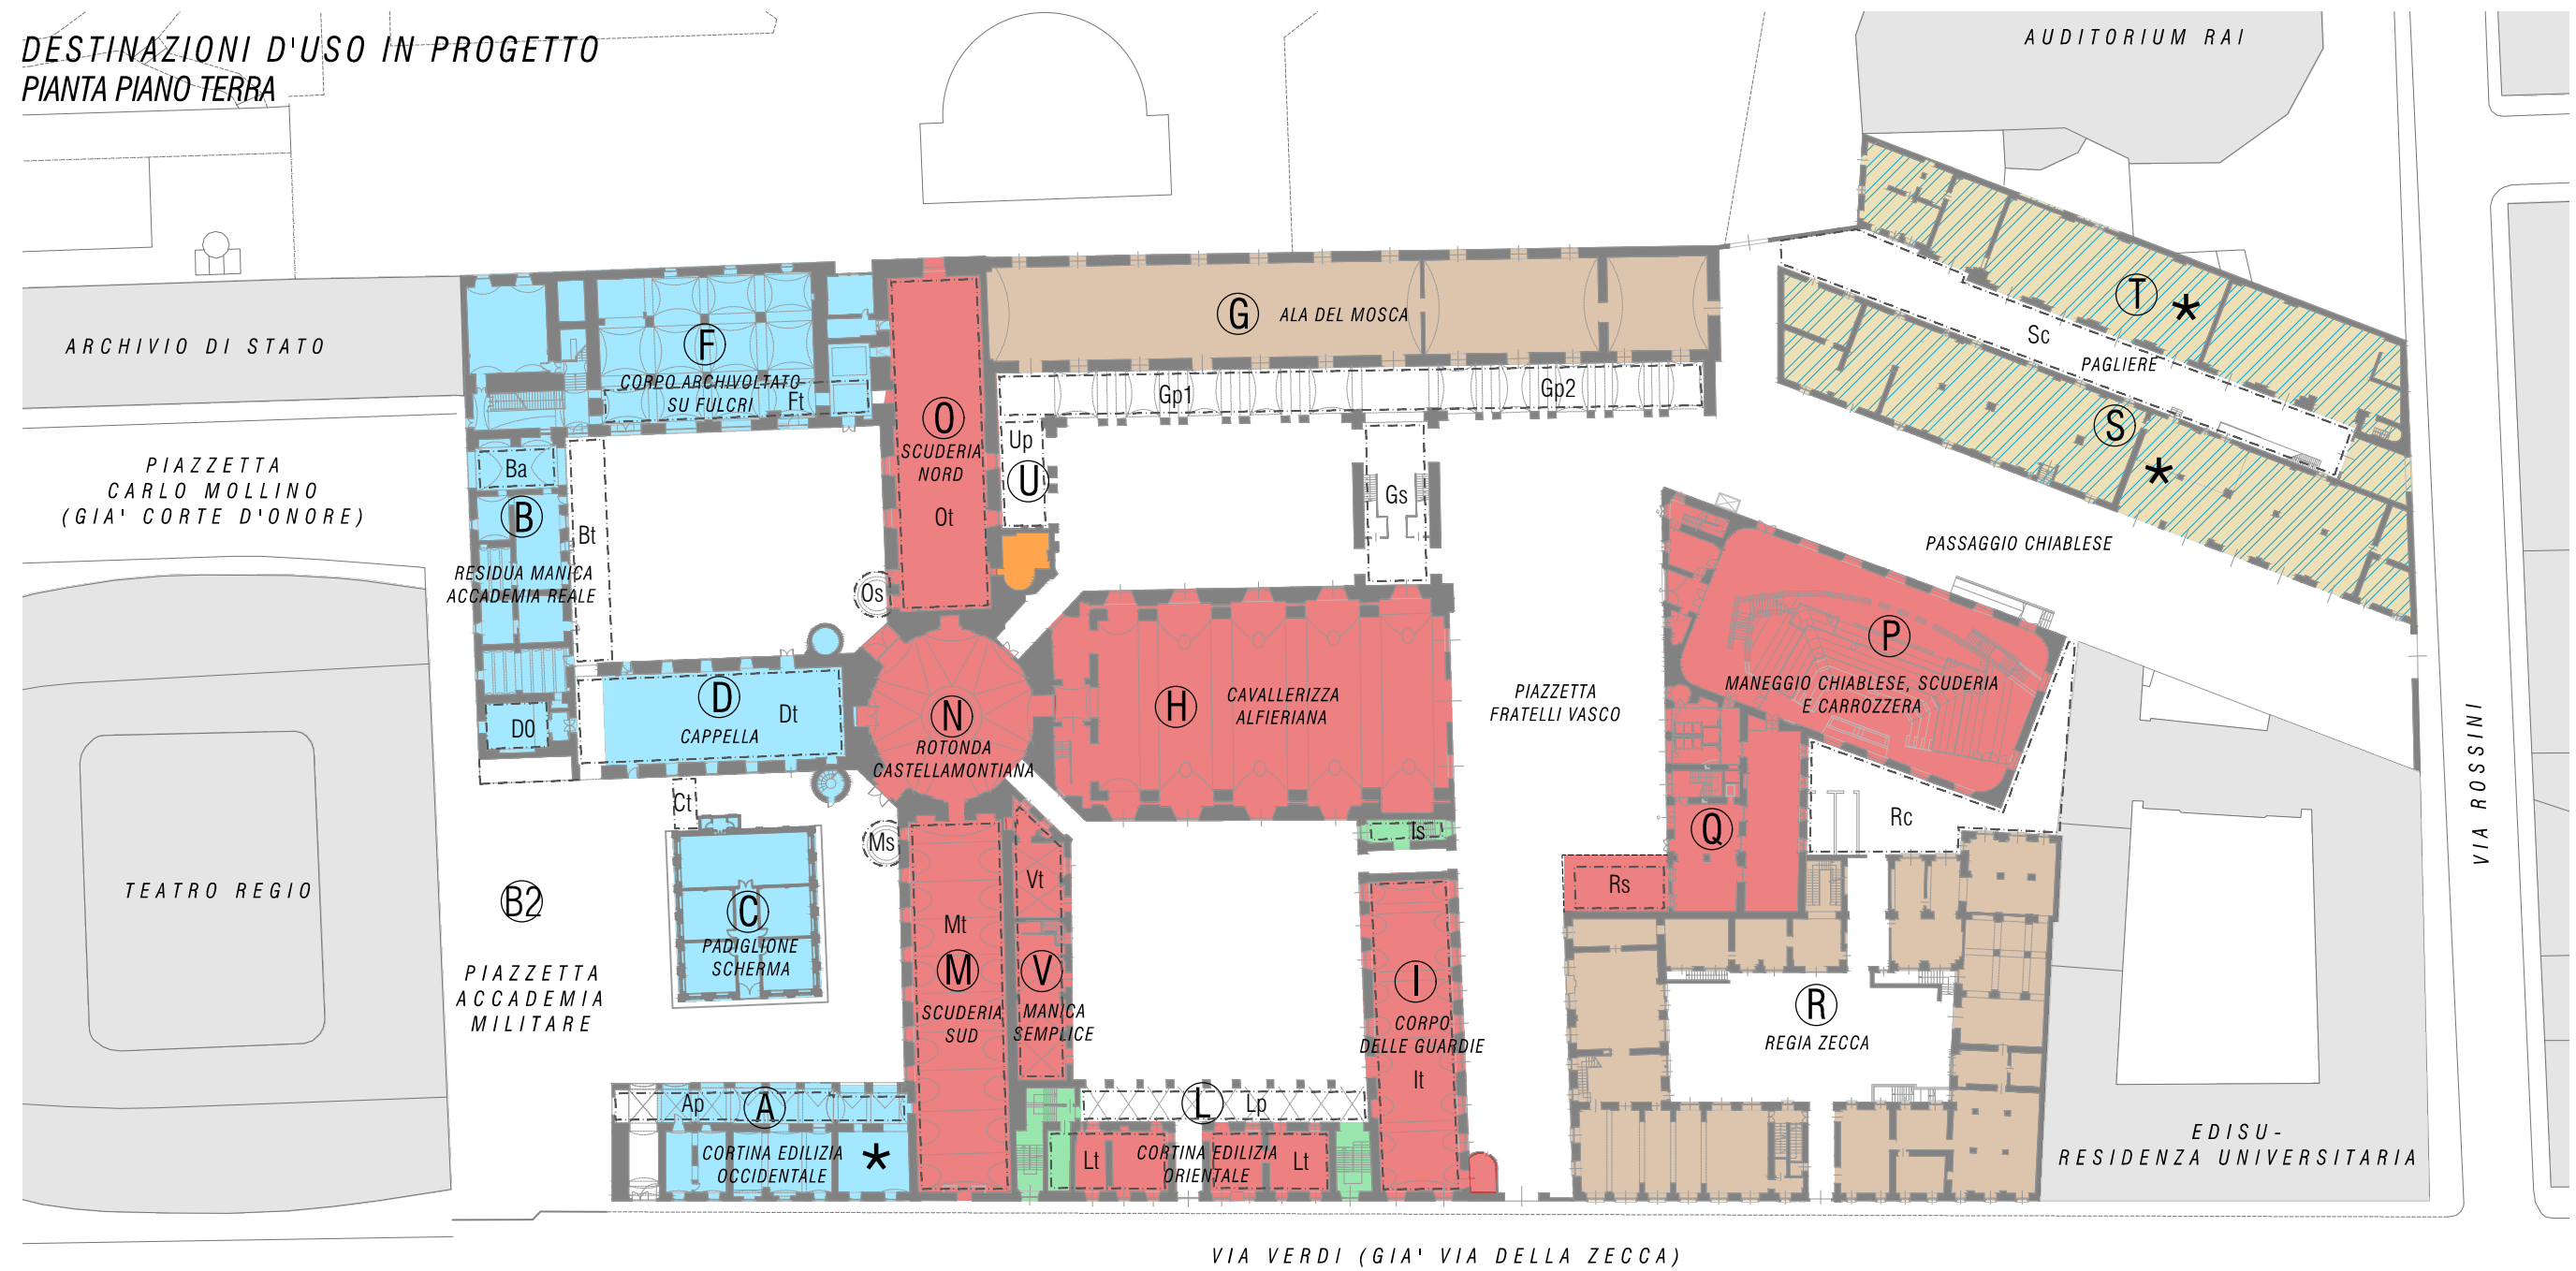 DESTINAZIONI D'USO IN PROGETTO
PIANTA PIANO TERRA
AUDITORIUM RAI
ARCHIVIO DI STATO
F
CORPO ARCHIVOLTATO
SU FULCRI
Ft
O
SCUDERIA
NORD
Ot
G
ALA DEL MOSCA
Gp1
Gp2
Up
U
Gs
T
*
Sc
PAGLIERE
S
*
PIAZZETTA
CARLO MOLLINO
(GIA' CORTE D'ONORE)
Ba
B
Bt
RESIDUA MANICA
ACCADEMIA REALE
Os
PASSAGGIO CHIABLESE
P
MANEGGIO CHIABLESE, SCUDERIA
E CARROZZERA
D0
D
Dt
CAPPELLA
N
ROTONDA
CASTELLAMONTIANA
H
CAVALLERIZZA
ALFIERIANA
PIAZZETTA
FRATELLI VASCO
VIA ROSSINI
Ct
Ms
Is
Q
Rc
TEATRO REGIO
B2
PIAZZETTA
ACCADEMIA
MILITARE
C
PADIGLIONE
SCHERMA
Mt
M
SCUDERIA
SUD
Vt
V
MANICA
SEMPLICE
I
CORPO
DELLE GUARDIE
It
Rs
R
REGIA ZECCA
Ap
A
CORTINA EDILIZIA
OCCIDENTALE
*
L
Lp
Lt
CORTINA EDILIZIA
ORIENTALE
Lt
EDISU-
RESIDENZA UNIVERSITARIA
VIA VERDI (GIA' VIA DELLA ZECCA)